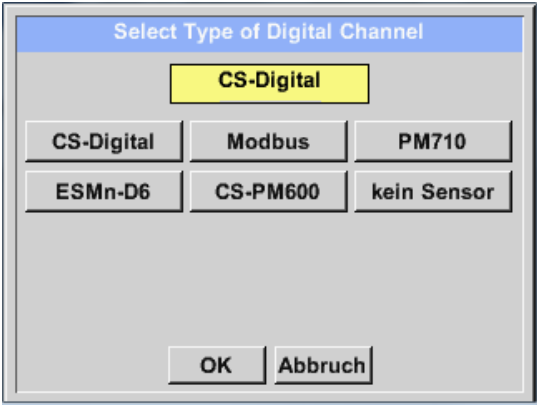 Select Type of Digital Channel
CS-Digital
CS-Digital Modbus PM710
ESMn-D6 CS-PM600 kein Sensor
OK Abbruch